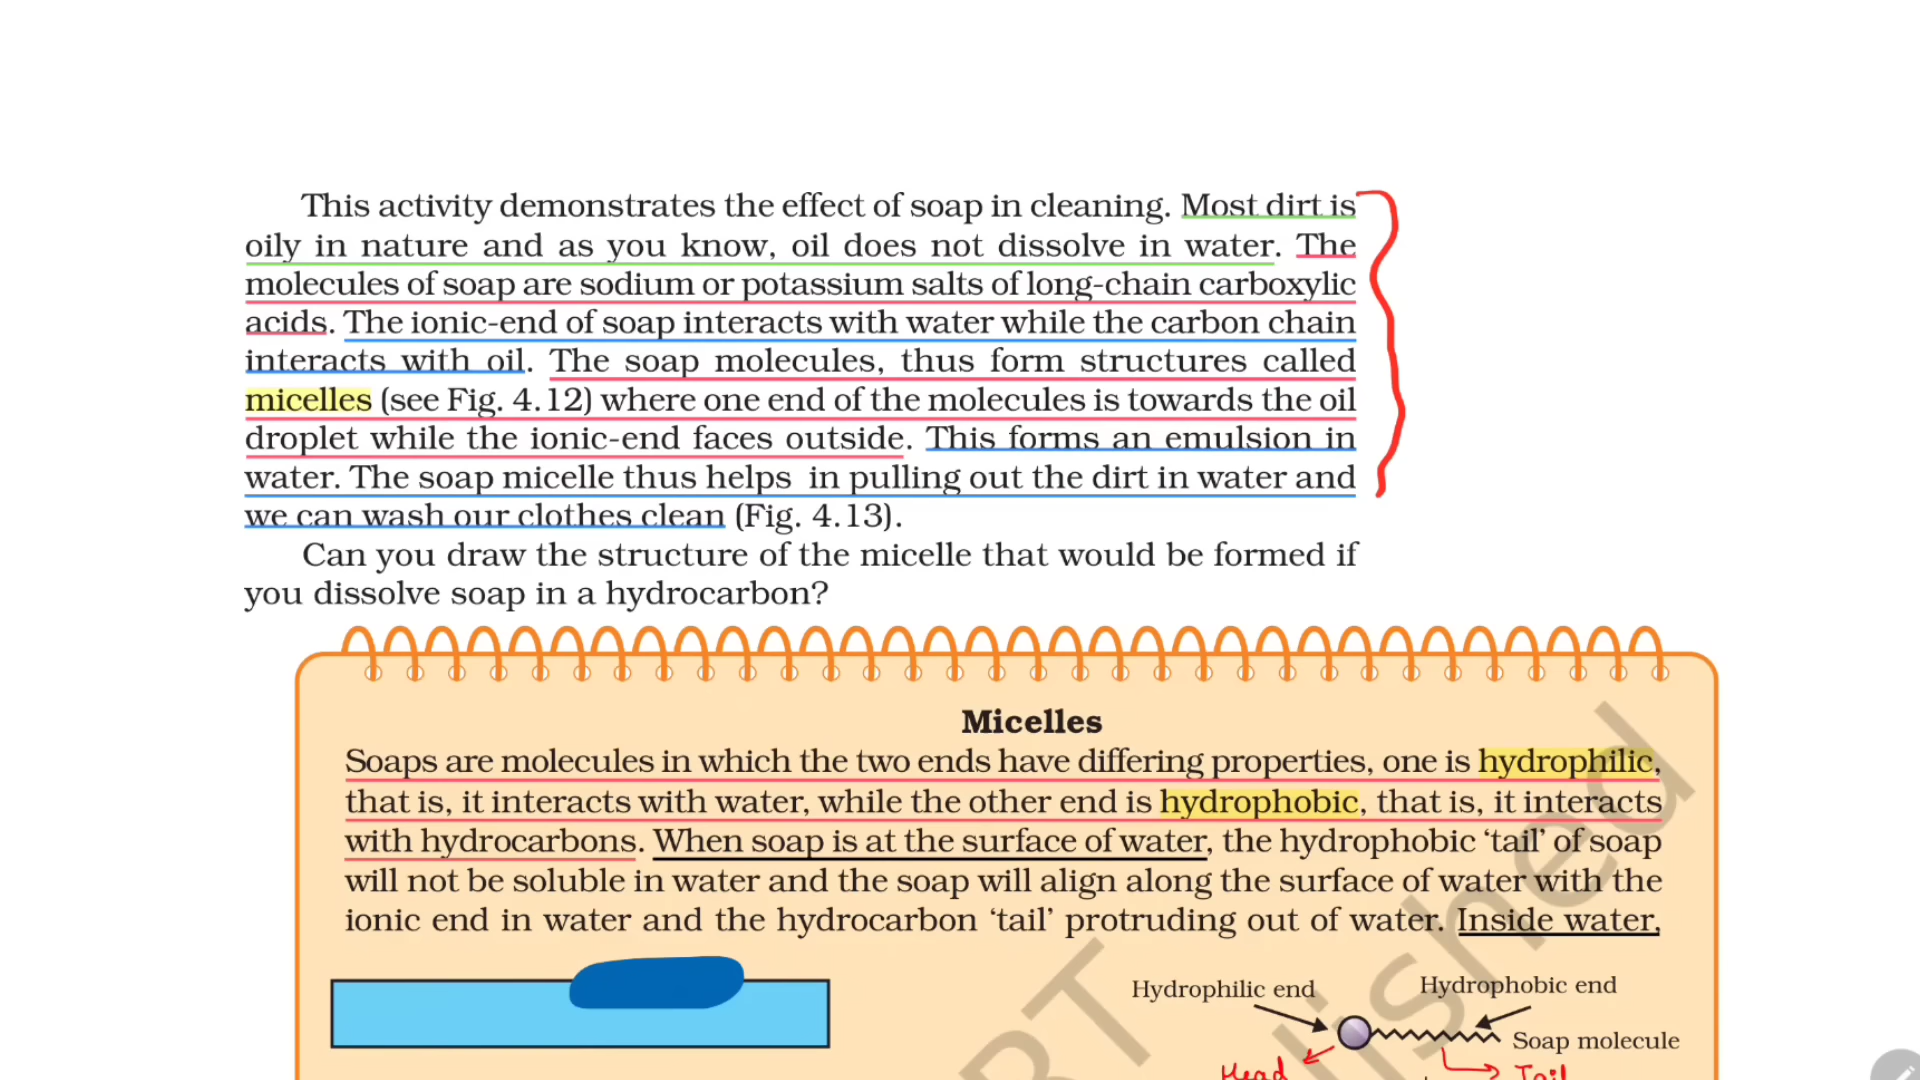 This activity demonstrates the effect of soap in cleaning. Most dirt is
oily in nature and as you know, oil does not dissolve in water. The
molecules of soap are sodium or potassium salts of long-chain carboxylic
acids. The ionic-end of soap interacts with water while the carbon chain
interacts with oil. The soap molecules, thus form structures called
micelles (see Fig. 4.12) where one end of the molecules is towards the oil
droplet while the ionic-end faces outside. This forms an emulsion in
water. The soap micelle thus helps in pulling out the dirt in water and
we can wash our clothes clean (Fig. 4.13).
Can you draw the structure of the micelle that would be formed if
you dissolve soap in a hydrocarbon?
Micelles
Soaps are molecules in which the two ends have differing properties, one is hydrophilic,
that is, it interacts with water, while the other end is hydrophobic, that is, it interacts
with hydrocarbons. When soap is at the surface of water, the hydrophobic ‘tail’ of soap
will not be soluble in water and the soap will align along the surface of water with the
ionic end in water and the hydrocarbon ‘tail’ protruding out of water. Inside water,
Hydrophilic end
Hydrophobic end
Soap molecule
Head
Tail